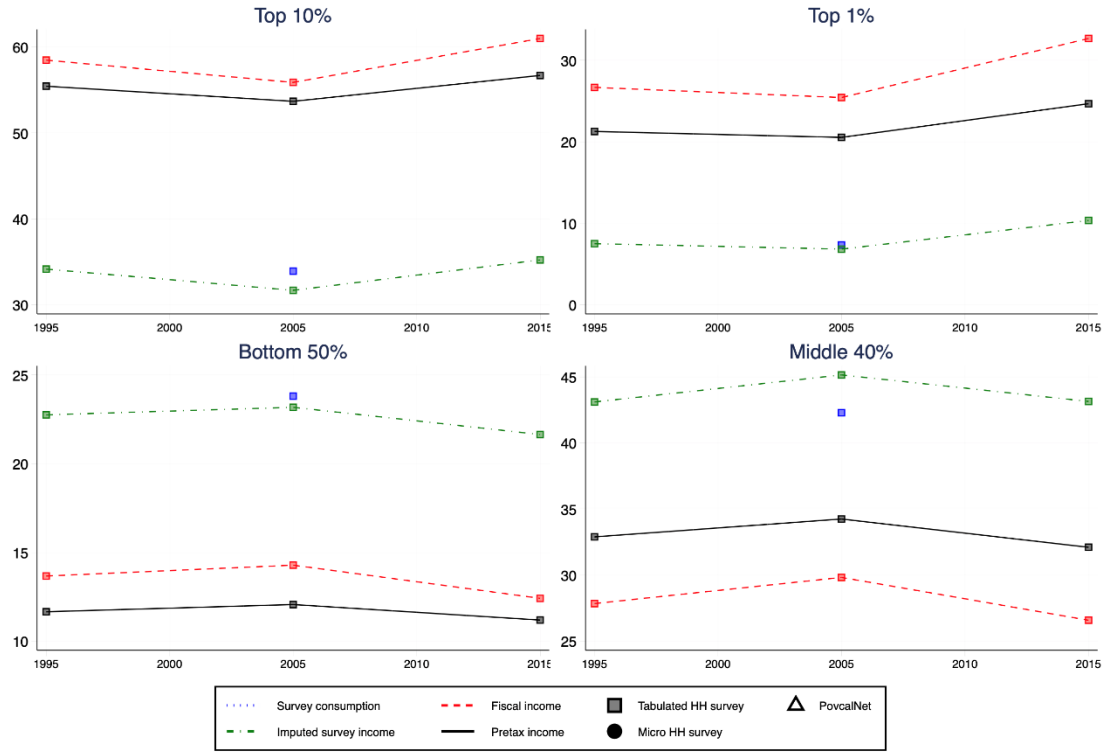 Top 10%
60
50
40
30
1995 2000 2005 2010 2015
Top 1%
30
20
10
0
1995 2000 2005 2010 2015
Bottom 50%
25
20
15
10
1995 2000 2005 2010 2015
Middle 40%
45
40
35
30
25
1995 2000 2005 2010 2015
Survey consumption Fiscal income Tabulated HH survey PovcalNet
Imputed survey income Pretax income Micro HH survey